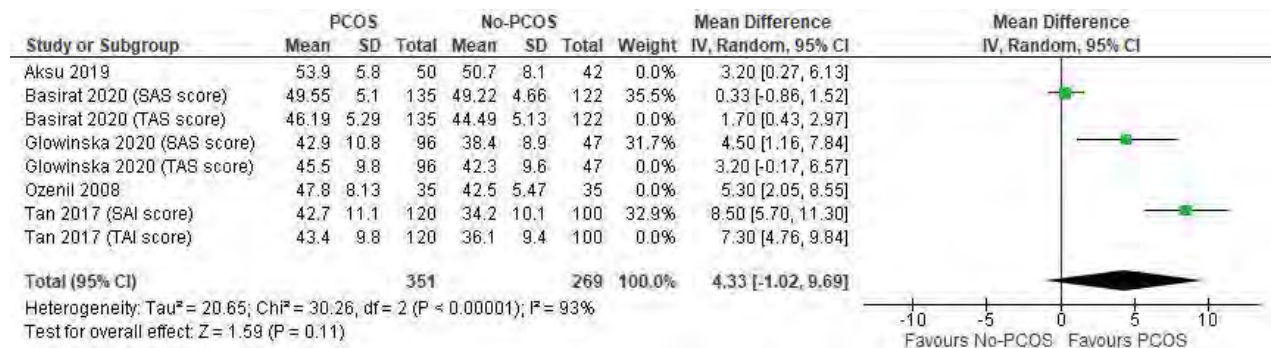 PCOS No-PCOS Mean Difference Mean Difference
Study or Subgroup Mean SD Total Mean SD Total Weight IV, Random, 95% CI IV, Random, 95% CI
Aksu 2019 53.9 5.8 50 50.7 8.1 42 0.0% 3.20 [0.27, 6.13]
Basirat 2020 (SAS score) 49.55 5.1 135 49.22 4.66 122 35.5% 0.33 [-0.86, 1.52]
Basirat 2020 (TAS score) 46.19 5.29 135 44.49 5.13 122 0.0% 1.70 [0.43, 2.97]
Glowinska 2020 (SAS score) 42.9 10.8 96 38.4 8.9 47 31.7% 4.50 [1.16, 7.84]
Glowinska 2020 (TAS score) 45.5 9.8 96 42.3 9.6 47 0.0% 3.20 [-0.17, 6.57]
Ozenil 2008 47.8 8.13 35 42.5 5.47 35 0.0% 5.30 [2.05, 8.55]
Tan 2017 (SAI score) 42.7 11.1 120 34.2 10.1 100 32.9% 8.50 [5.70, 11.30]
Tan 2017 (TAI score) 43.4 9.8 120 36.1 9.4 100 0.0% 7.30 [4.76, 9.84]
Total (95% CI) 351 269 100.0% 4.33 [-1.02, 9.69]
Heterogeneity: Tau² = 20.65; Chi² = 30.26, df = 2 (P < 0.00001); I² = 93%
Test for overall effect: Z = 1.59 (P = 0.11)
-10 -5 0 5 10
Favours No-PCOS Favours PCOS